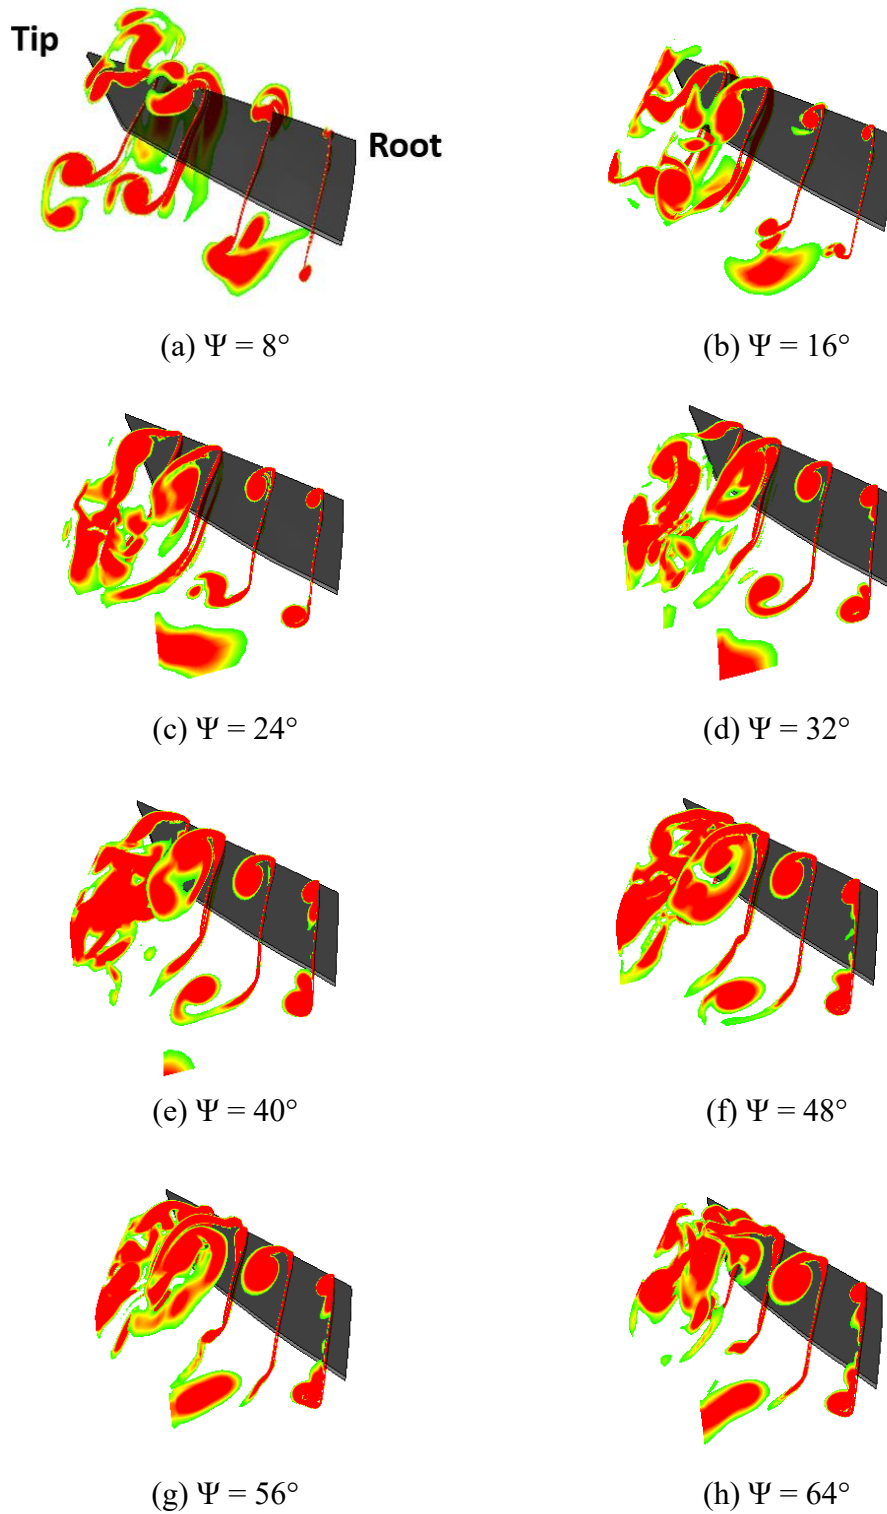 Tip
Root
(a) Ψ = 8°
(b) Ψ = 16°
(c) Ψ = 24°
(d) Ψ = 32°
(e) Ψ = 40°
(f) Ψ = 48°
(g) Ψ = 56°
(h) Ψ = 64°